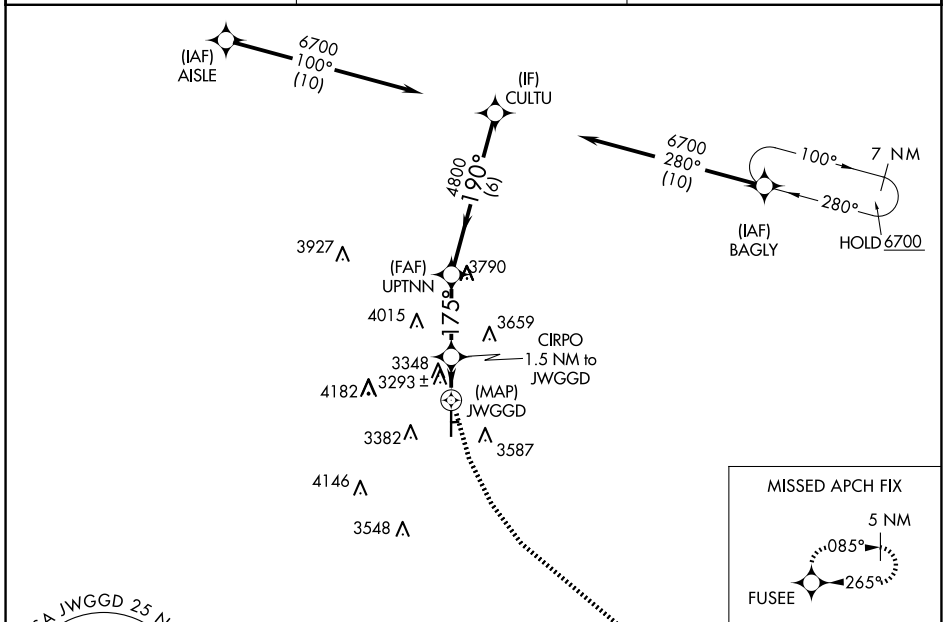 (IAF)
AISLE
6700
100°
(10)
(IF)
CULTU
6700
280°
(10)
100°
7 NM
280°
(IAF)
BAGLY
HOLD 6700
4800
190°
(6)
3927
(FAF)
UPTNN
3790
175°
4015
3659
CIRPO
1.5 NM to
JWGGD
3348
3293 ±
4182
(MAP)
JWGGD
3382
3587
4146
3548
MISSED APCH FIX
5 NM
085°
265°
FUSEE
JWGGD 25